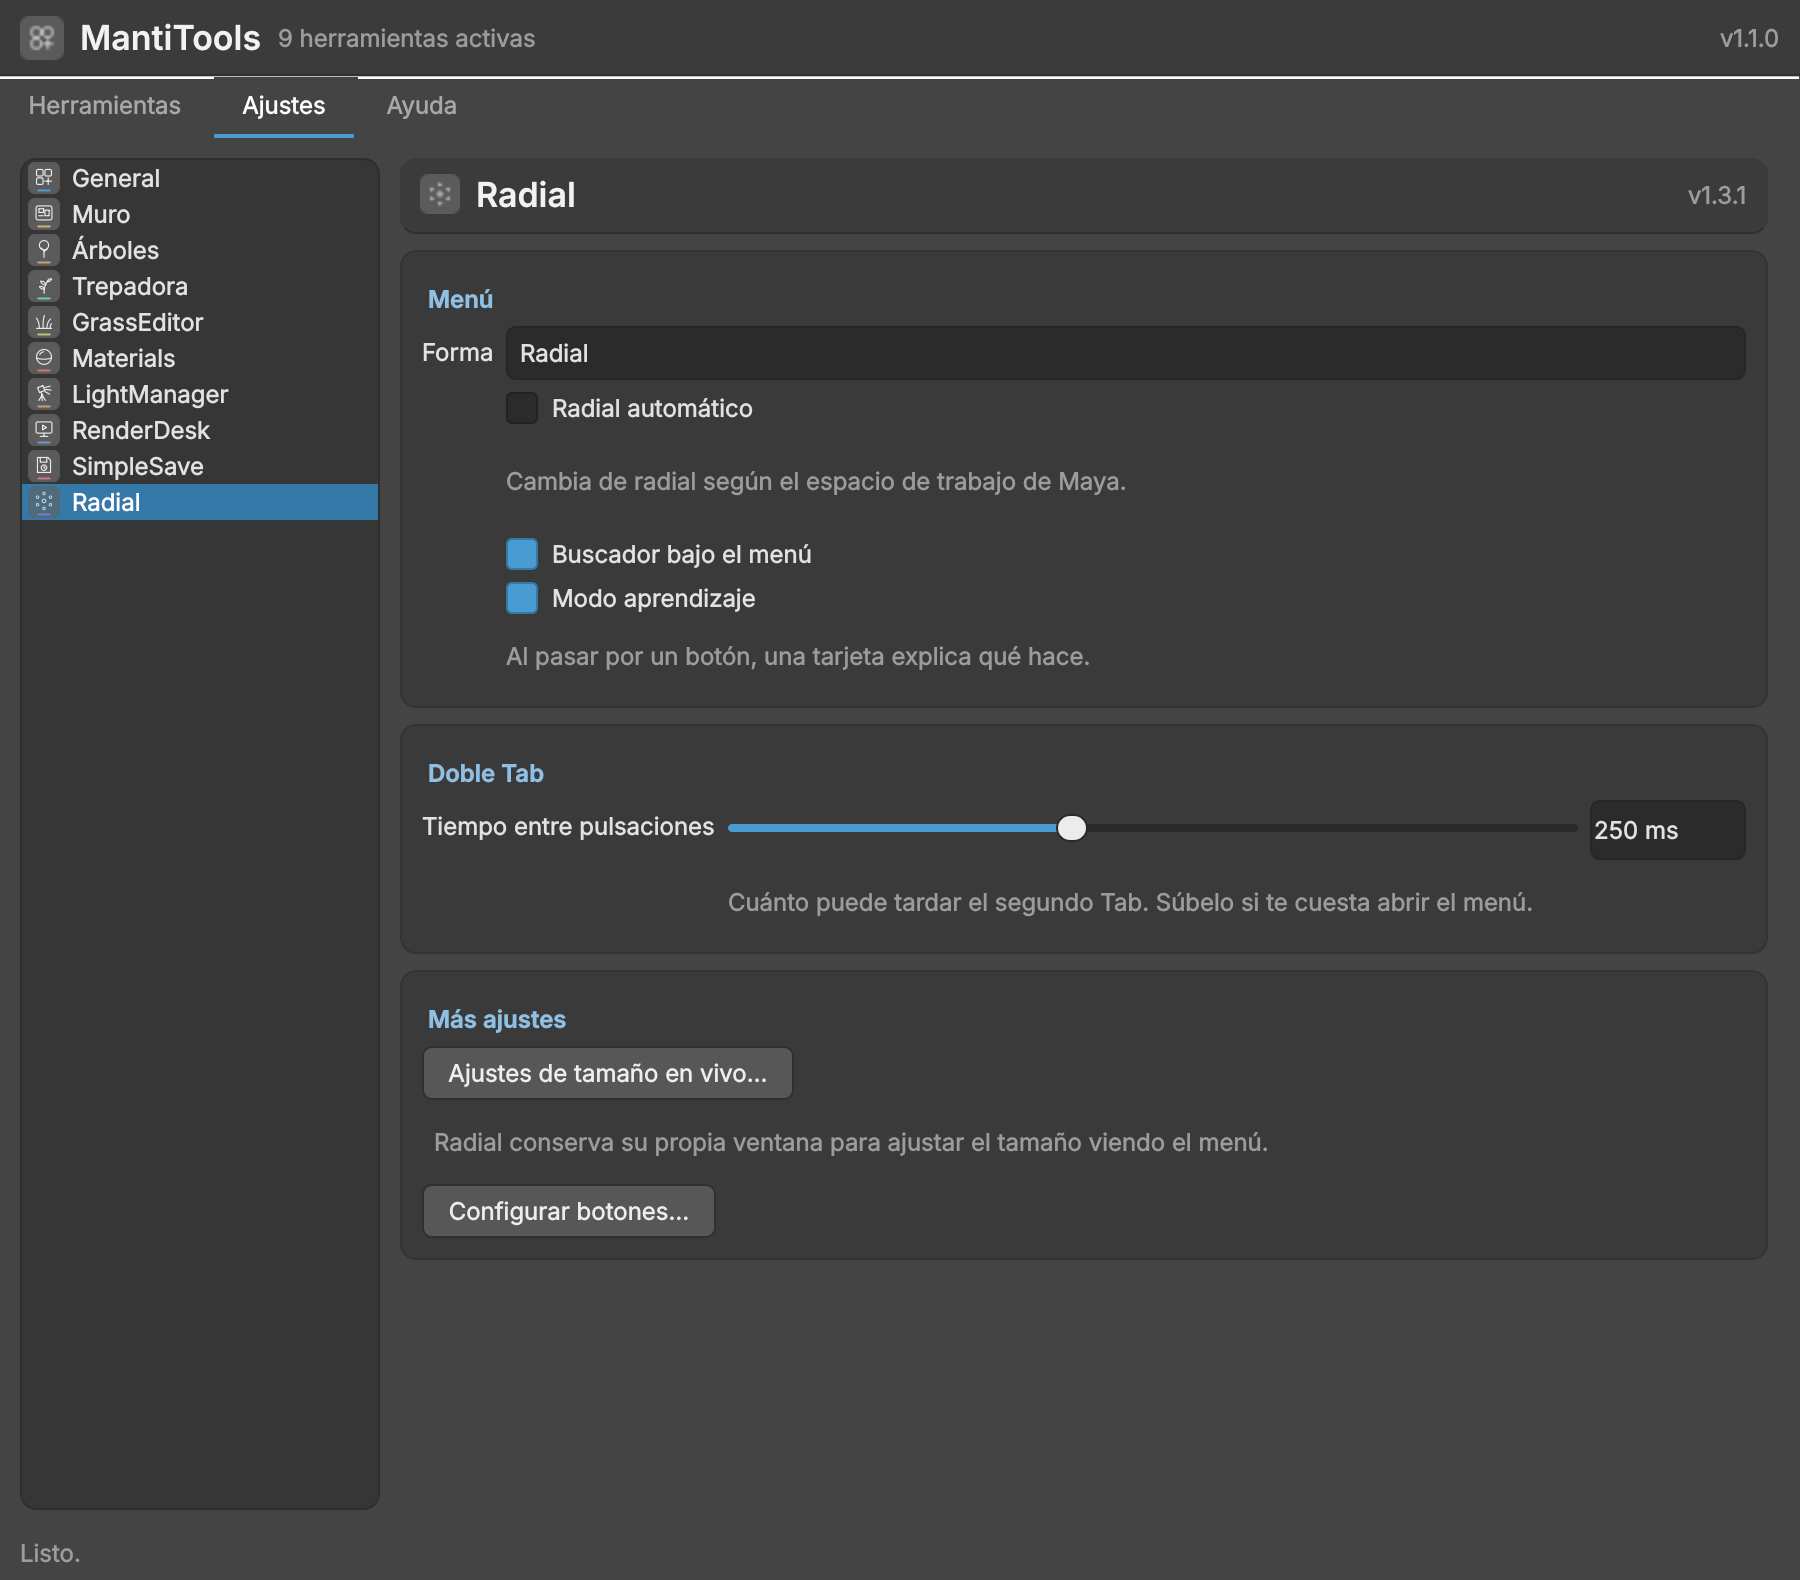 MantiTools 9 herramientas activas v1.1.0
Herramientas Ajustes Ayuda
General
Muro
Árboles
Trepadora
GrassEditor
Materials
LightManager
RenderDesk
SimpleSave
Radial
Radial v1.3.1
Menú
Forma Radial
Radial automático
Cambia de radial según el espacio de trabajo de Maya.
Buscador bajo el menú
Modo aprendizaje
Al pasar por un botón, una tarjeta explica qué hace.
Doble Tab
Tiempo entre pulsaciones 250 ms
Cuánto puede tardar el segundo Tab. Súbelo si te cuesta abrir el menú.
Más ajustes
Ajustes de tamaño en vivo...
Radial conserva su propia ventana para ajustar el tamaño viendo el menú.
Configurar botones...
Listo.